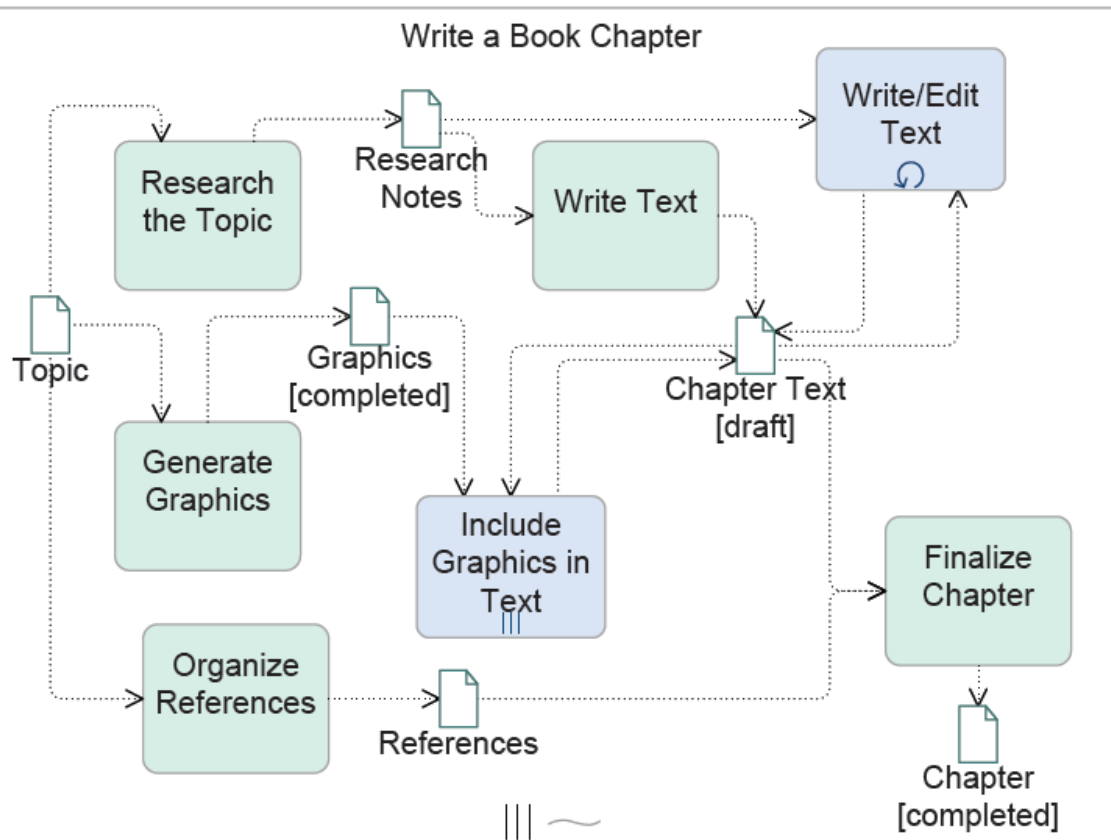 Write a Book Chapter
Write/Edit
Text
Research
Notes
Research
the Topic
Write Text
Topic
Graphics
[completed]
Chapter Text
[draft]
Generate
Graphics
Include
Graphics in
Text
Finalize
Chapter
Organize
References
References
Chapter
[completed]